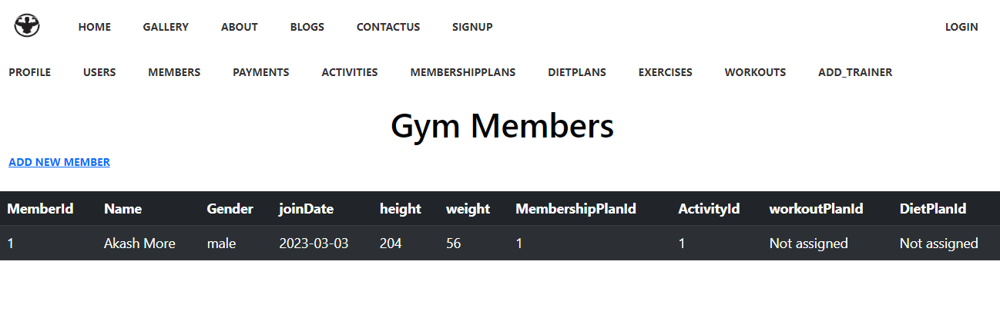 HOME GALLERY ABOUT BLOGS CONTACTUS SIGNUP LOGIN
PROFILE USERS MEMBERS PAYMENTS ACTIVITIES MEMBERSHIPPLANS DIETPLANS EXERCISES WORKOUTS ADD_TRAINER
Gym Members
ADD NEW MEMBER
MemberId Name Gender joinDate height weight MembershipPlanId ActivityId workoutPlanId DietPlanId
1 Akash More male 2023-03-03 204 56 1 1 Not assigned Not assigned